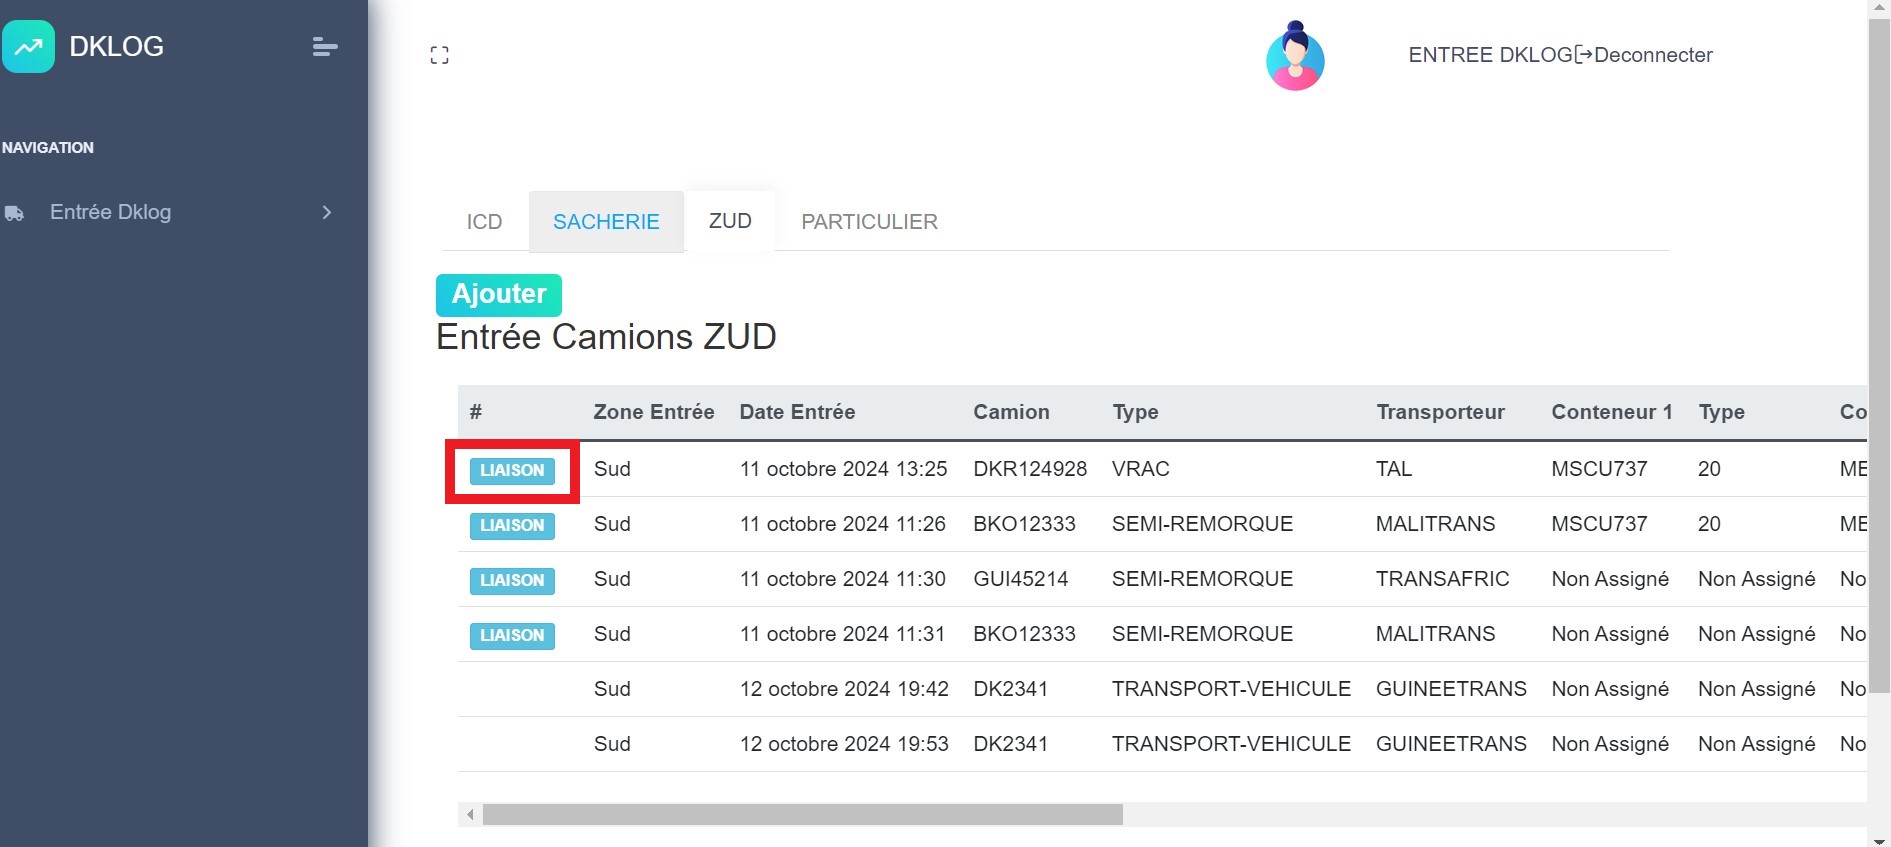 DKLOG
ENTREE DKLOG Deconnecter
NAVIGATION
Entrée Dklog
ICD SACHERIE ZUD PARTICULIER
Ajouter
Entrée Camions ZUD
# Zone Entrée Date Entrée Camion Type Transporteur Conteneur 1 Type Co
LIAISON Sud 11 octobre 2024 13:25 DKR124928 VRAC TAL MSCU737 20 ME
LIAISON Sud 11 octobre 2024 11:26 BKO12333 SEMI-REMORQUE MALITRANS MSCU737 20 ME
LIAISON Sud 11 octobre 2024 11:30 GUI45214 SEMI-REMORQUE TRANSAFRIC Non Assigné Non Assigné No
LIAISON Sud 11 octobre 2024 11:31 BKO12333 SEMI-REMORQUE MALITRANS Non Assigné Non Assigné No
Sud 12 octobre 2024 19:42 DK2341 TRANSPORT-VEHICULE GUINEETRANS Non Assigné Non Assigné No
Sud 12 octobre 2024 19:53 DK2341 TRANSPORT-VEHICULE GUINEETRANS Non Assigné Non Assigné No